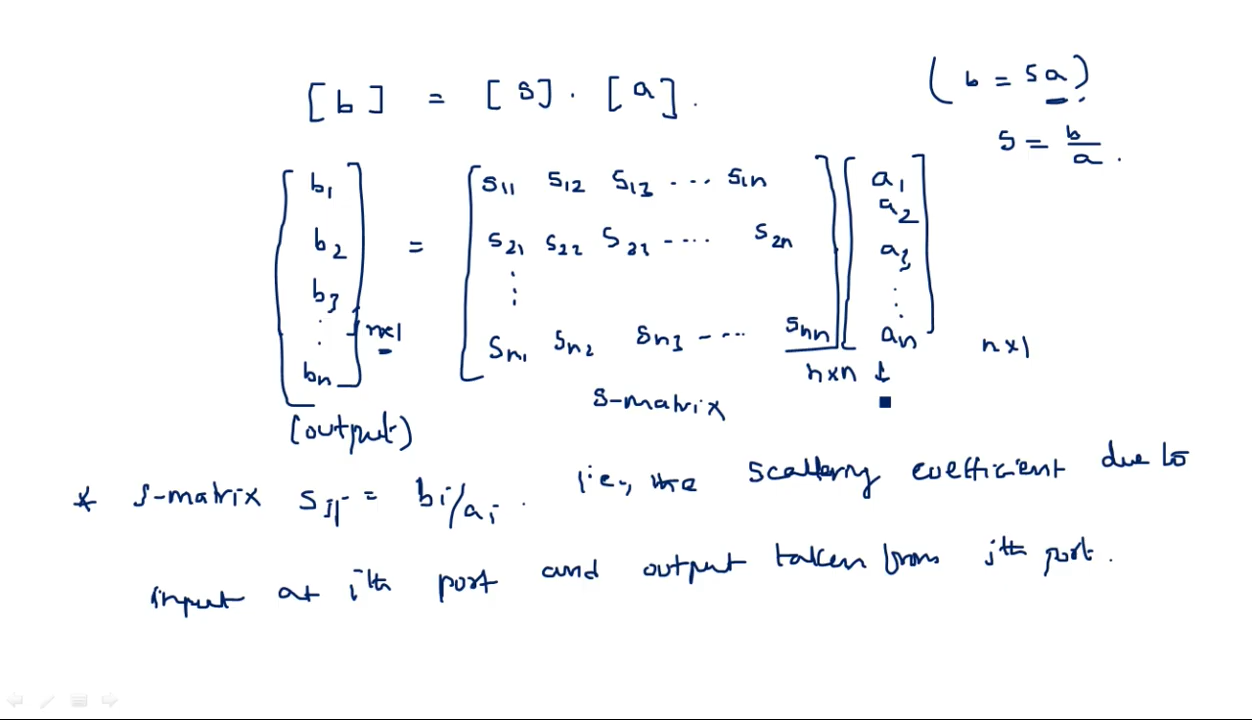 [b] = [S] . [a] .
(b = Sa)
S = b/a .
[b1 b2 b3 ⋮ bn] n×1 = [S11 S12 S13 ... S1n
S21 S22 S23 ---- S2n
⋮
Sn1 Sn2 Sn3 ---- Snn] n×n [a1 a2 a3 ⋮ an] n×1
↓
S-matrix
(output)
* S-matrix = bi/aj . i.e., the scattering coefficient due to
input at ith port and output taken from jth port .